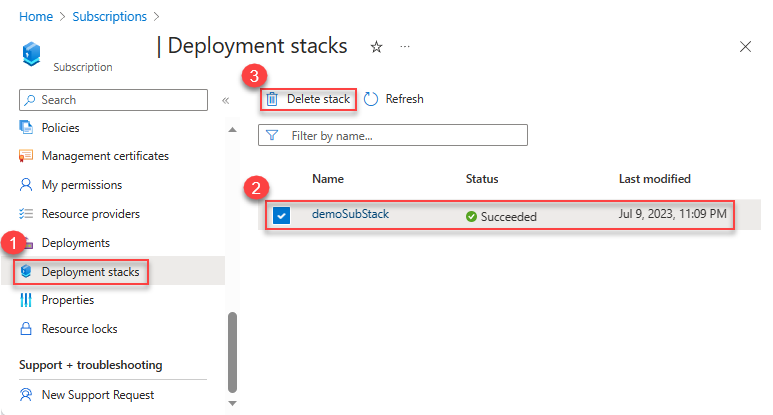 Home > Subscriptions >
| Deployment stacks
Subscription
Search
«
Policies
Management certificates
My permissions
Resource providers
Deployments
1
Deployment stacks
Properties
Resource locks
Support + troubleshooting
New Support Request
3
Delete stack
Refresh
Filter by name...
Name Status Last modified
2
demoSubStack Succeeded Jul 9, 2023, 11:09 PM